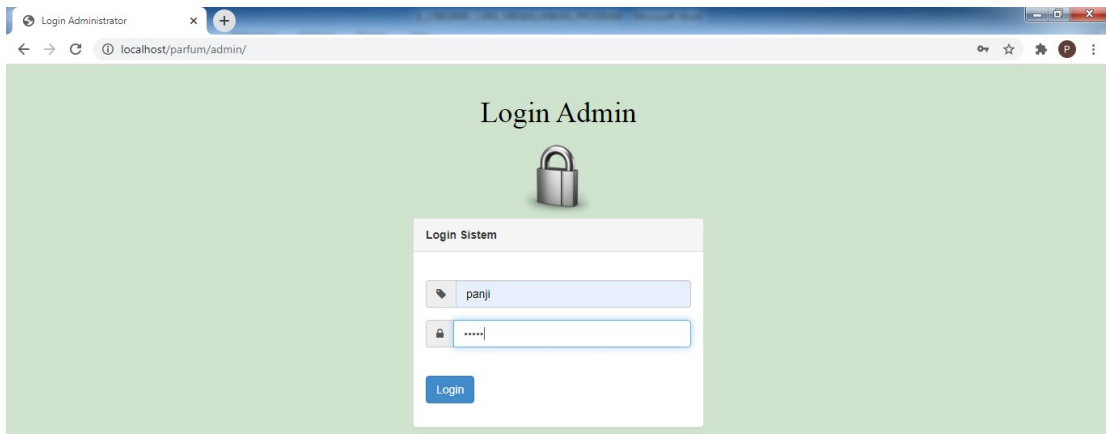 Login Administrator
localhost/parfum/admin/
P
Login Admin
Login Sistem
panji
•••••
Login